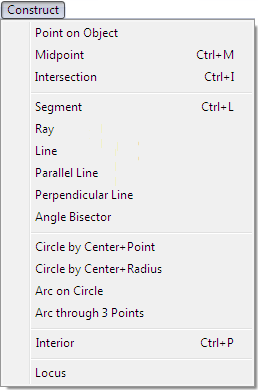 Construct
Point on Object
Midpoint Ctrl+M
Intersection Ctrl+I
Segment Ctrl+L
Ray
Line
Parallel Line
Perpendicular Line
Angle Bisector
Circle by Center+Point
Circle by Center+Radius
Arc on Circle
Arc through 3 Points
Interior Ctrl+P
Locus